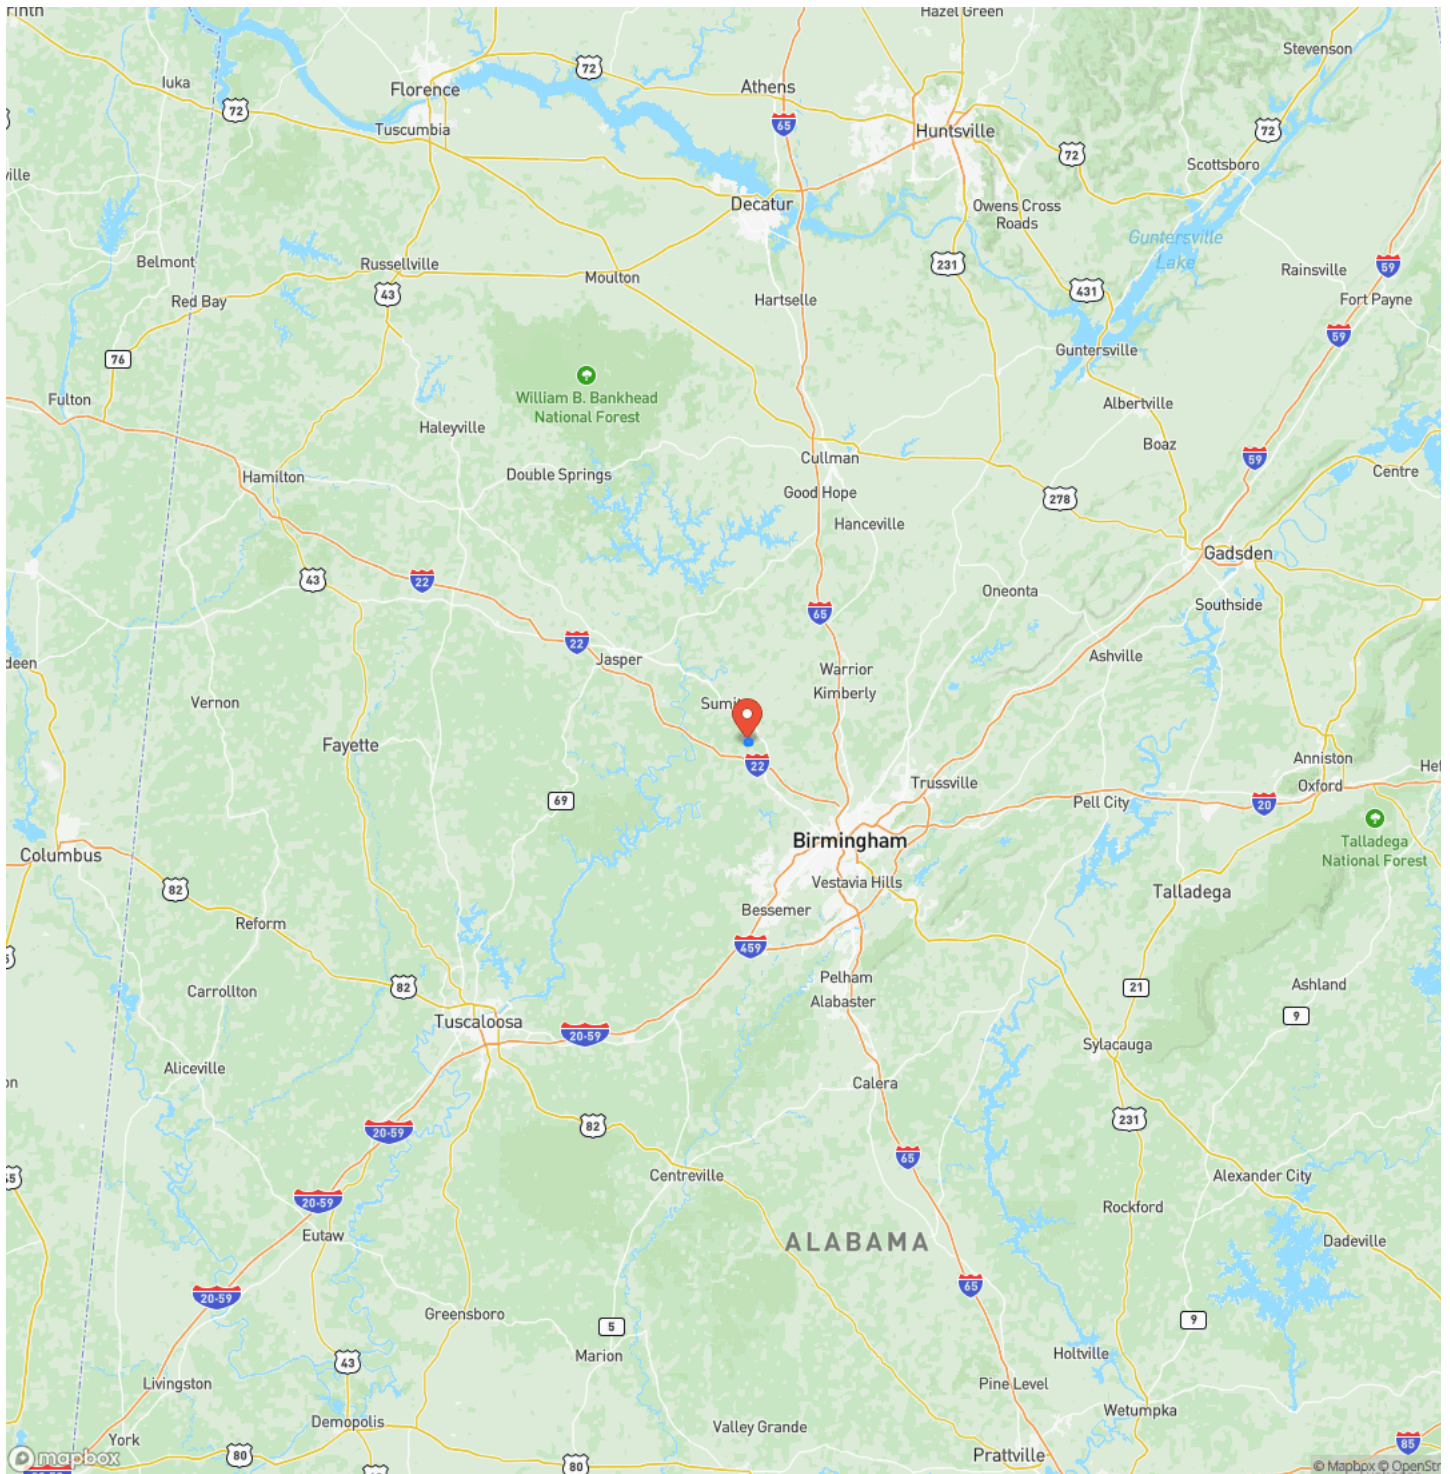 rinth
Hazel Green
Stevenson
Iuka
72
Florence
72
Athens
72
Tuscumbia
65
Huntsville
72
72
Scottsboro
ville
Decatur
Owens Cross
Roads
Guntersville
Lake
Belmont
Russellville
Moulton
231
Rainsville
59
Red Bay
43
Hartselle
431
Fort Payne
76
59
Guntersville
Fulton
William B. Bankhead
National Forest
Albertville
Haleyville
Boaz
Cullman
59
Hamilton
Double Springs
Centre
Good Hope
278
Hanceville
Gadsden
43
22
Oneonta
65
Southside
22
Jasper
Ashville
deen
Warrior
Kimberly
Vernon
Sumit
Fayette
22
Anniston
Hef
Trussville
Oxford
69
Pell City
20
Birmingham
Talladega
National Forest
Columbus
82
Vestavia Hills
Talladega
Reform
Bessemer
459
Pelham
Alabaster
82
21
Ashland
Carrollton
9
Tuscaloosa
20-59
Sylacauga
Aliceville
on
Calera
20-59
82
231
65
Centreville
Alexander City
20-59
Rockford
Eutaw
ALABAMA
Dadeville
20-59
65
Greensboro
5
9
Marion
43
Holtville
Livingston
Pine Level
Wetumpka
Demopolis
Valley Grande
York
80
80
Prattville
85
mapbox
© Mapbox © OpenStr